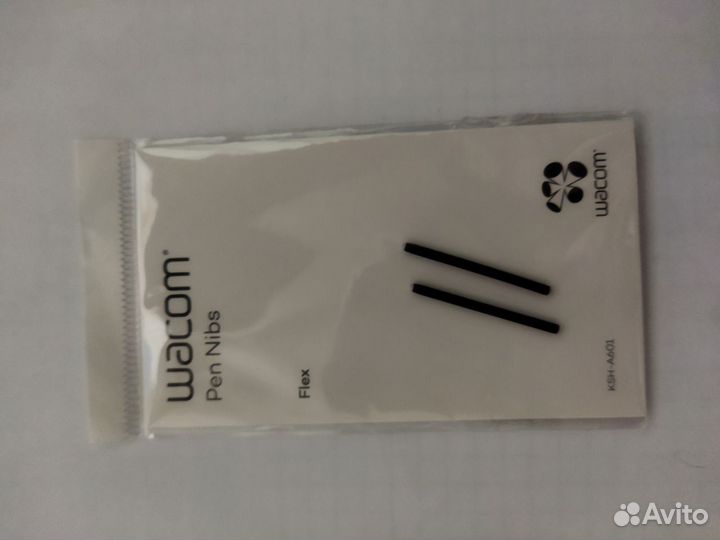 wacom®
Pen Nibs
Flex
wacom®
KSH-A601
Avito